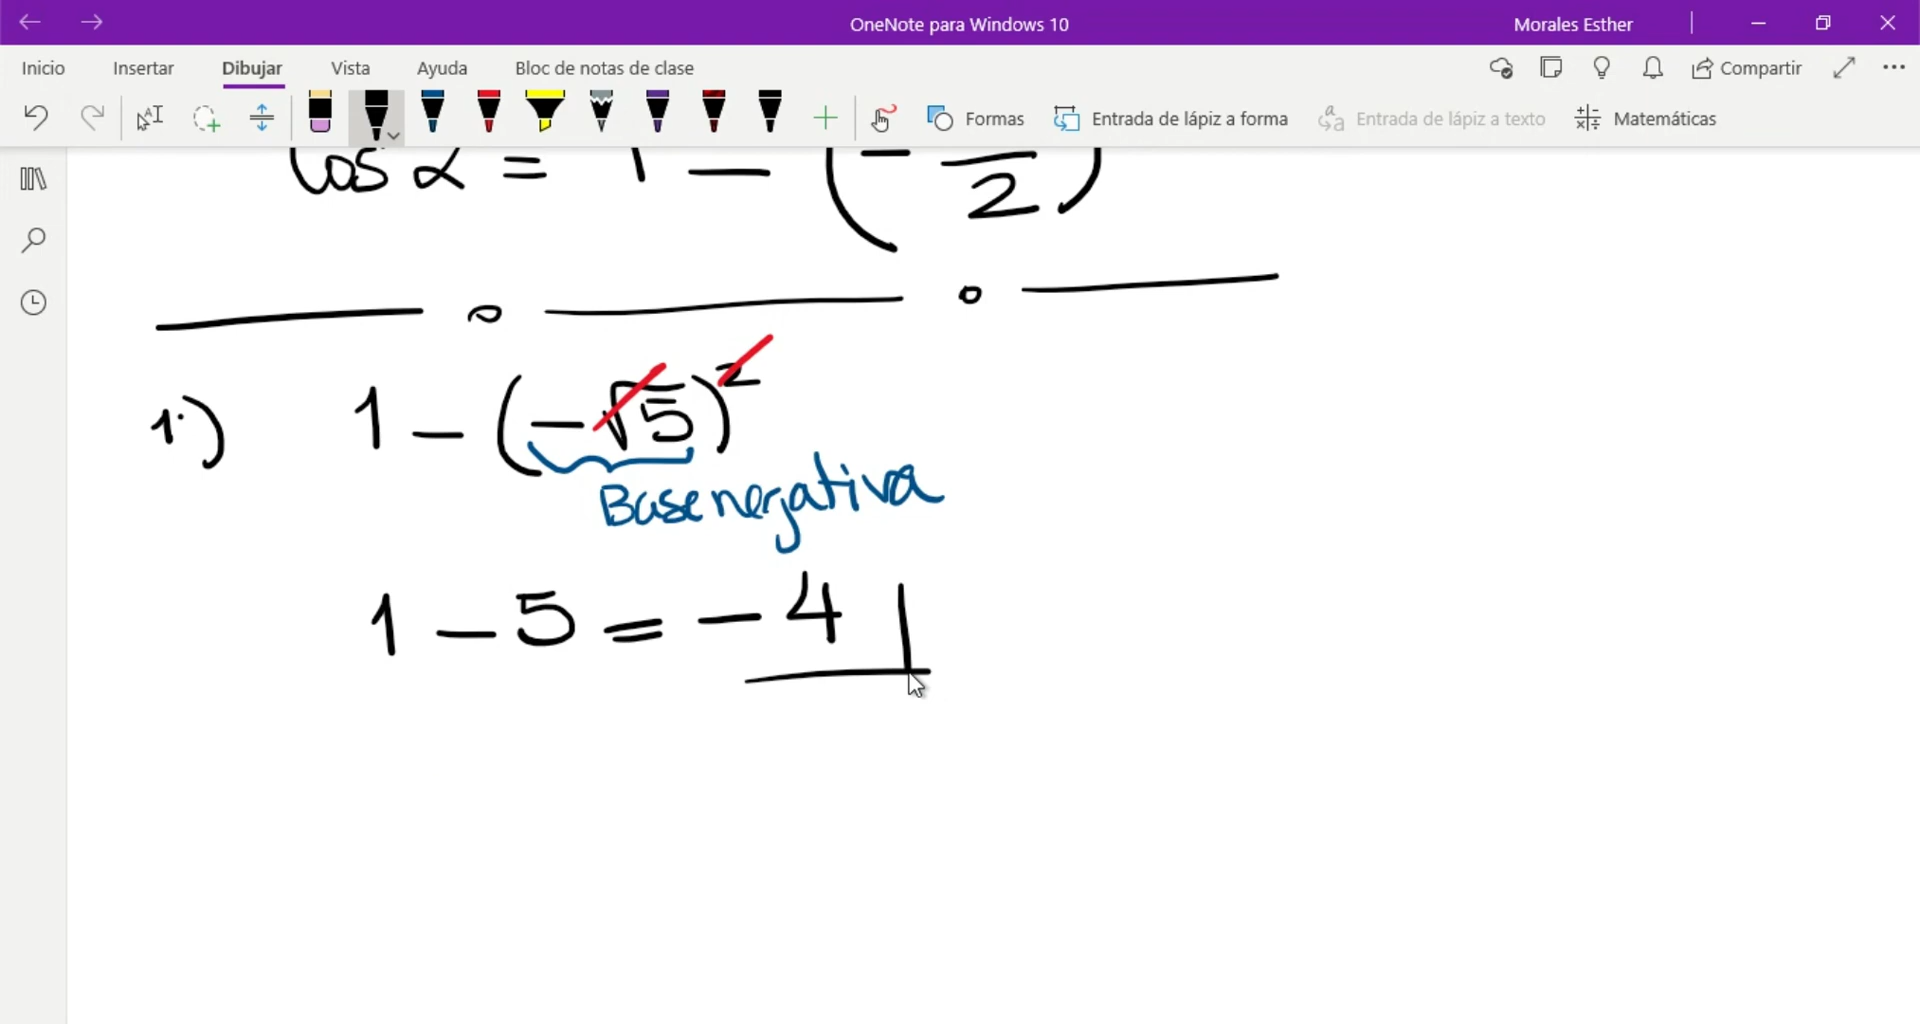 OneNote para Windows 10
Morales Esther
Inicio Insertar Dibujar Vista Ayuda Bloc de notas de clase
Compartir
Formas Entrada de lápiz a forma Entrada de lápiz a texto Matemáticas
Cos α = 1 - ( - / 2 )
1.) 1 - (-√5)²
Base negativa
1 - 5 = - 4